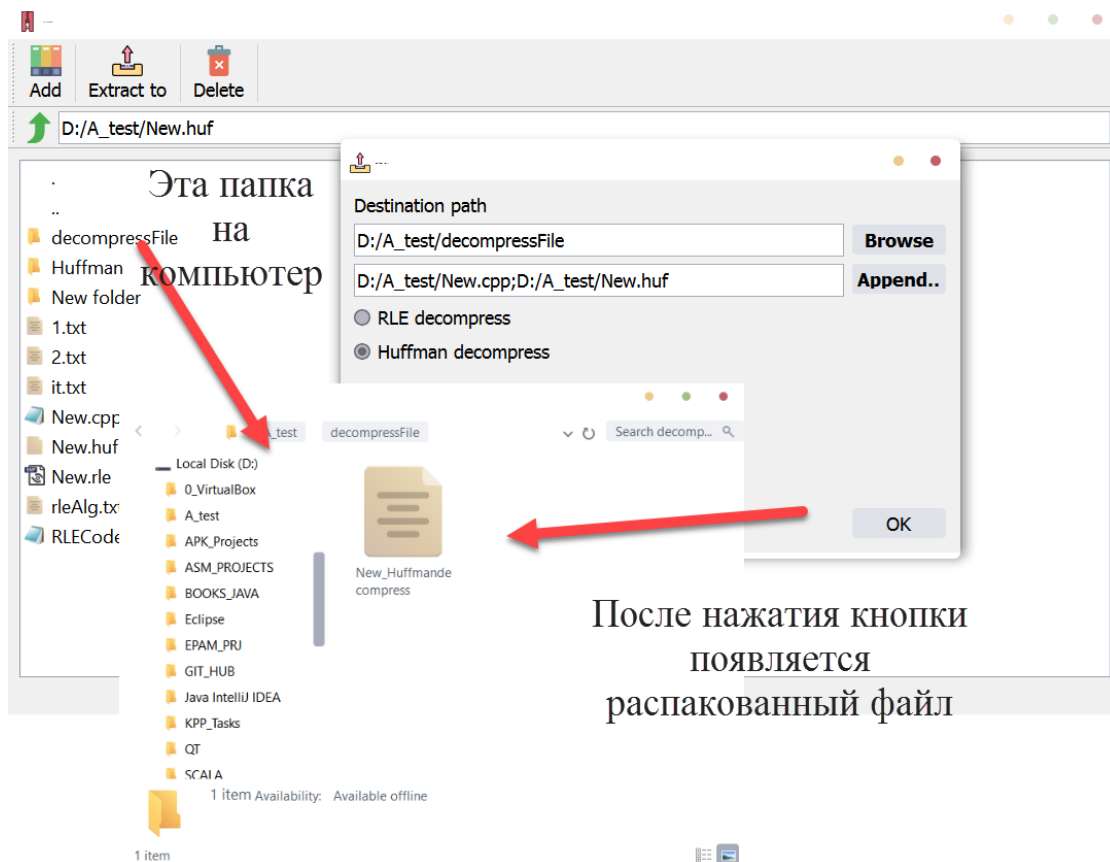 Add Extract to Delete
D:/A_test/New.huf
Эта папка
на
компьютер
.
..
decompressFile
Huffman
New folder
1.txt
2.txt
it.txt
New.cpp
New.huf
New.rle
rleAlg.txt
RLECode
Destination path
D:/A_test/decompressFile Browse
D:/A_test/New.cpp;D:/A_test/New.huf Append..
RLE decompress
Huffman decompress
OK
A_test decompressFile Search decomp...
Local Disk (D:)
0_VirtualBox
A_test
APK_Projects
ASM_PROJECTS
BOOKS_JAVA
Eclipse
EPAM_PRJ
GIT_HUB
Java IntelliJ IDEA
KPP_Tasks
QT
SCALA
New_Huffmande
compress
После нажатия кнопки
появляется
распакованный файл
1 item Availability: Available offline
1 item